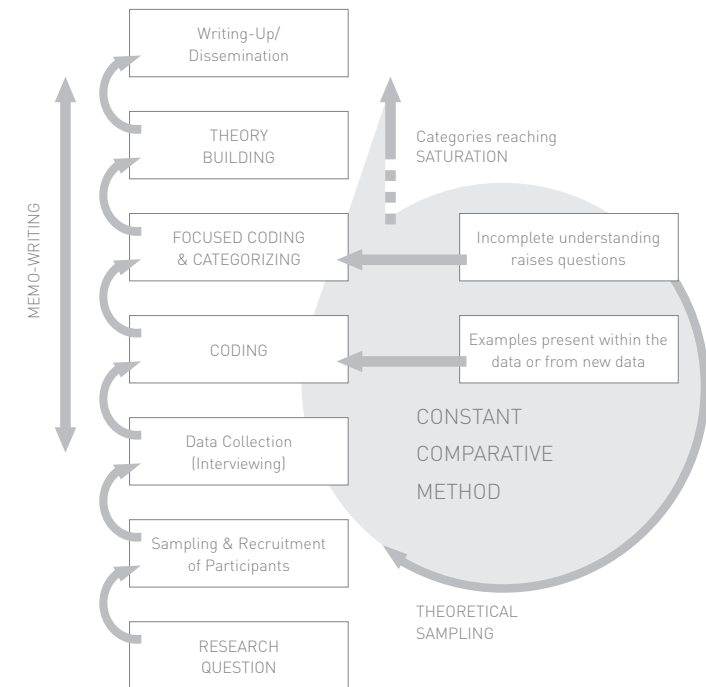 Writing-Up/
Dissemination
THEORY
BUILDING
Categories reaching
SATURATION
MEMO-WRITING
FOCUSED CODING
& CATEGORIZING
Incomplete understanding
raises questions
CODING
Examples present within the
data or from new data
CONSTANT
COMPARATIVE
METHOD
Data Collection
(Interviewing)
Sampling & Recruitment
of Participants
THEORETICAL
SAMPLING
RESEARCH
QUESTION